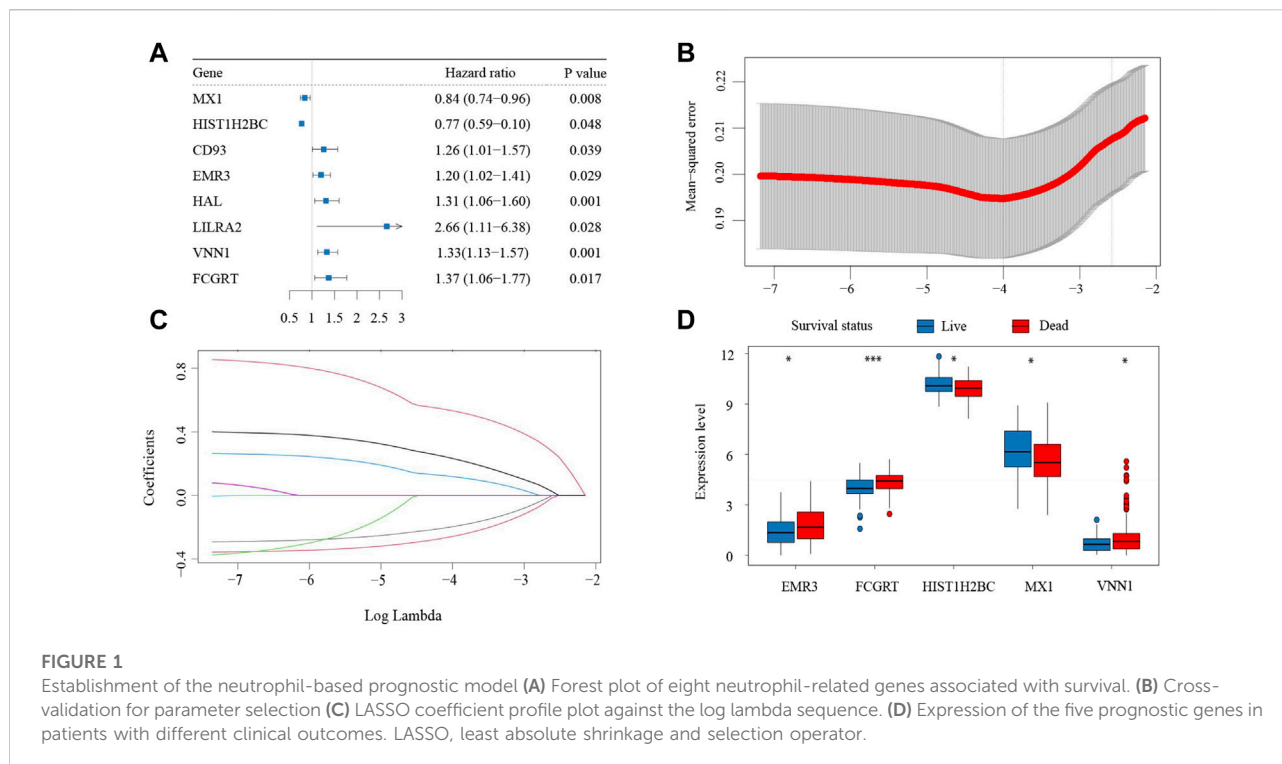 A
Gene Hazard ratio P value
MX1 0.84 (0.74−0.96) 0.008
HIST1H2BC 0.77 (0.59−0.10) 0.048
CD93 1.26 (1.01−1.57) 0.039
EMR3 1.20 (1.02−1.41) 0.029
HAL 1.31 (1.06−1.60) 0.001
LILRA2 2.66 (1.11−6.38) 0.028
VNN1 1.33(1.13−1.57) 0.001
FCGRT 1.37 (1.06−1.77) 0.017
0.5 1 1.5 2 2.5 3
B
Mean−squared error
0.22
0.21
0.20
0.19
−7 −6 −5 −4 −3 −2
C
Coefficients
0.8
0.4
0.0
−0.4
−7 −6 −5 −4 −3 −2
Log Lambda
D
Survival status Live Dead
Expression level
12
9
6
3
0
* *** * * *
EMR3 FCGRT HIST1H2BC MX1 VNN1
FIGURE 1
Establishment of the neutrophil-based prognostic model (A) Forest plot of eight neutrophil-related genes associated with survival. (B) Cross-
validation for parameter selection (C) LASSO coefficient profile plot against the log lambda sequence. (D) Expression of the five prognostic genes in
patients with different clinical outcomes. LASSO, least absolute shrinkage and selection operator.